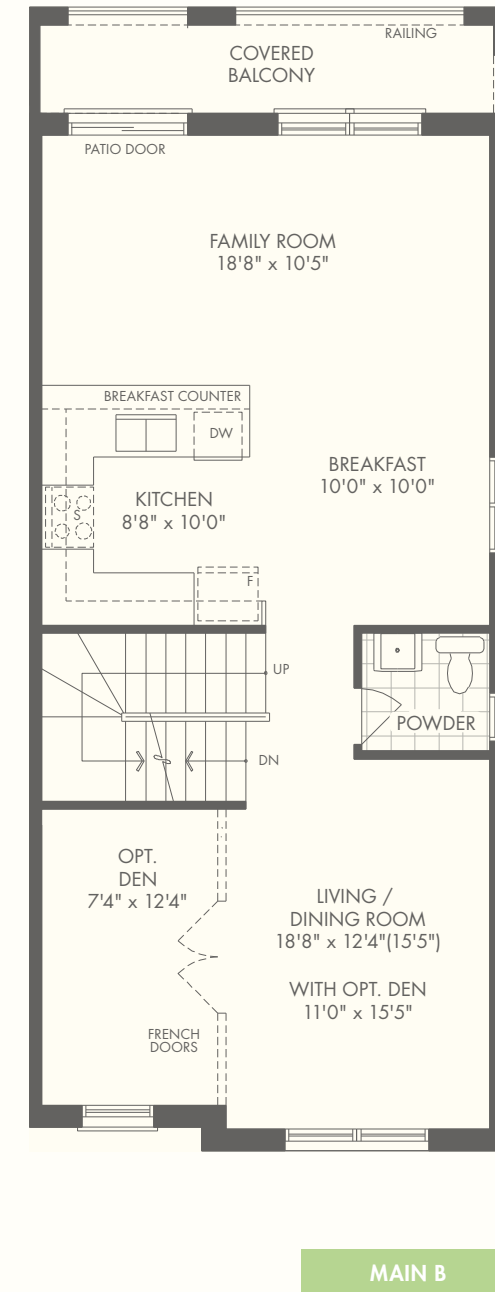 RAILING
COVERED
BALCONY
PATIO DOOR
FAMILY ROOM
18'8" x 10'5"
BREAKFAST COUNTER
DW
BREAKFAST
10'0" x 10'0"
KITCHEN
8'8" x 10'0"
S
F
UP
POWDER
DN
OPT.
DEN
7'4" x 12'4"
LIVING /
DINING ROOM
18'8" x 12'4"(15'5")
WITH OPT. DEN
11'0" x 15'5"
FRENCH
DOORS
MAIN B